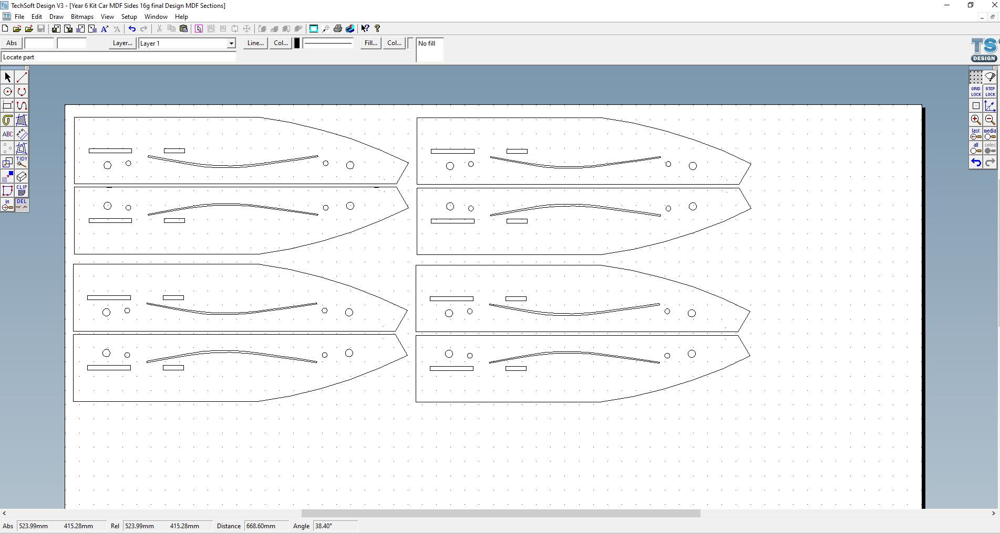 TechSoft Design V3 - [Year 6 Kit Car MDF Sides 16g final Design MDF Sections]
File Edit Draw Bitmaps View Setup Window Help
Abs Layer... Layer 1 Line... Col... Fill... Col... No fill
Locate part
TS
DESIGN
GRID LOCK STEP LOCK
ABC
last media
all selec
TIDY
CLIP
in DEL
Abs 523.99mm 415.28mm Rel 523.99mm 415.28mm Distance 668.60mm Angle 38.40°